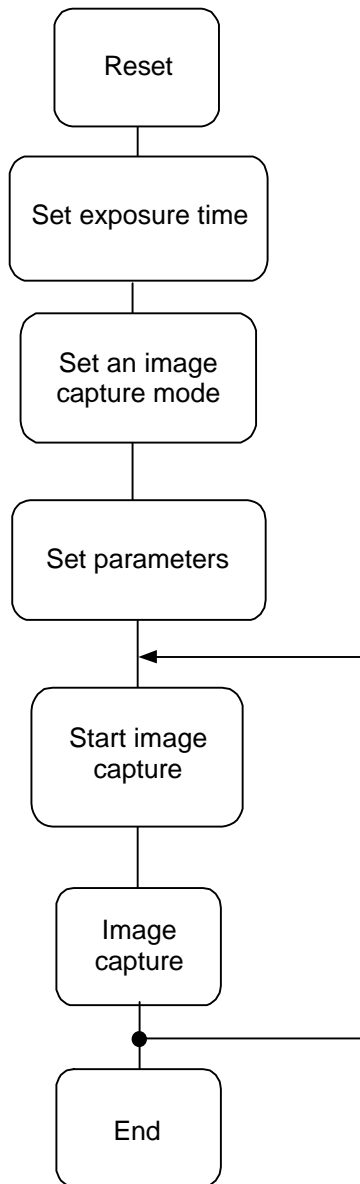 Reset
Set exposure time
Set an image
capture mode
Set parameters
Start image
capture
Image
capture
End